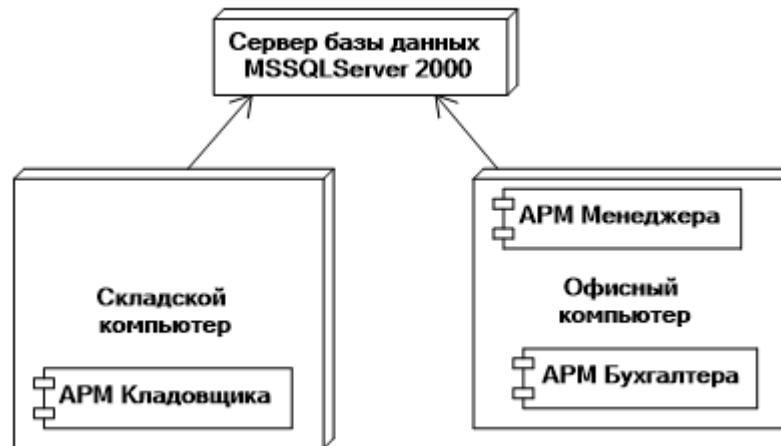 Сервер базы данных
MSSQLServer 2000
Складской
компьютер
АРМ Кладовщика
АРМ Менеджера
Офисный
компьютер
АРМ Бухгалтера